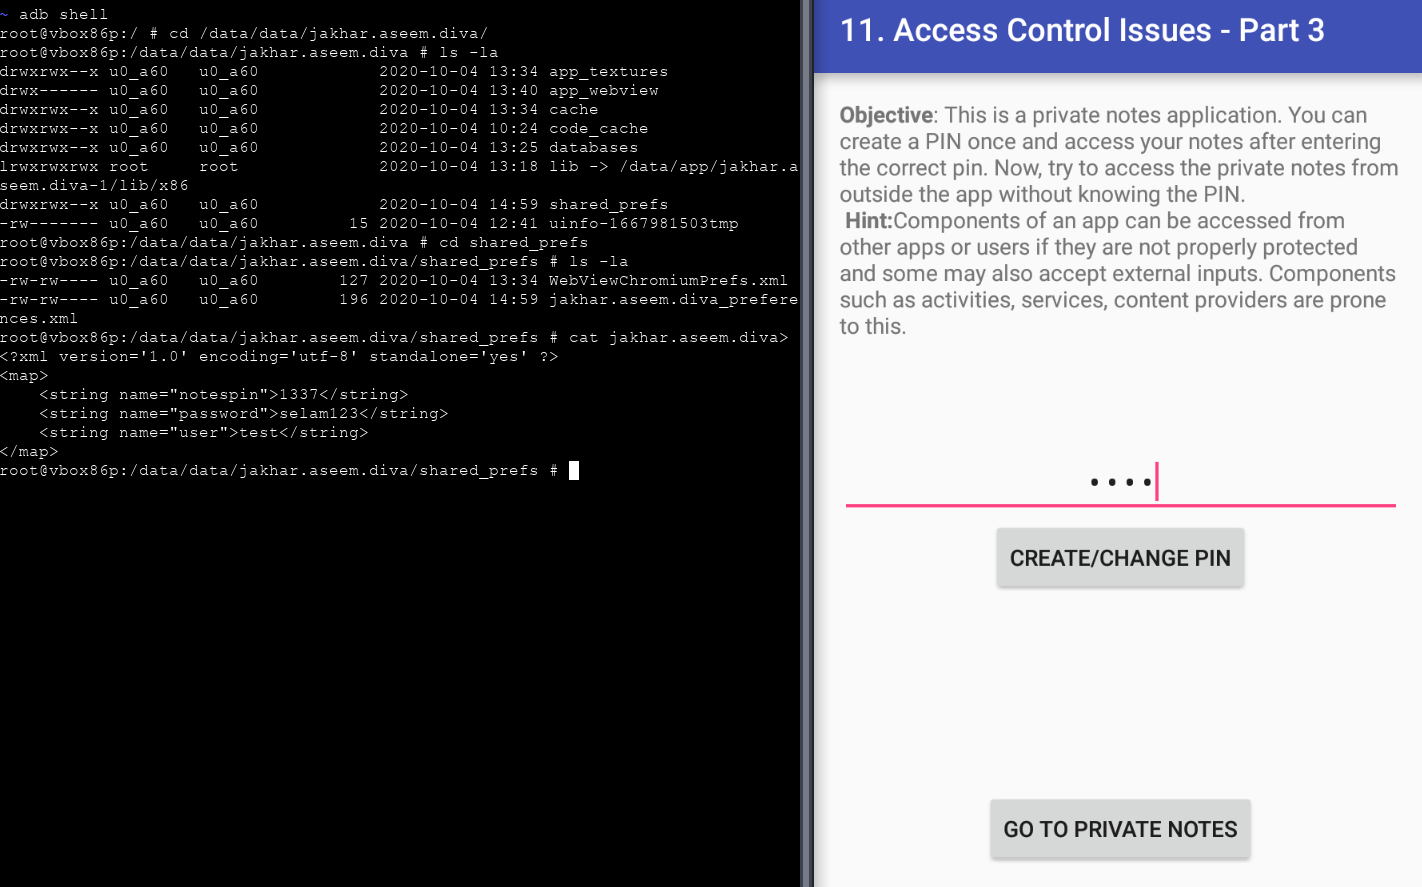 ~ adb shell
root@vbox86p:/ # cd /data/data/jakhar.aseem.diva/
root@vbox86p:/data/data/jakhar.aseem.diva # ls -la
drwxrwx--x u0_a60   u0_a60            2020-10-04 13:34 app_textures
drwx------ u0_a60   u0_a60            2020-10-04 13:40 app_webview
drwxrwx--x u0_a60   u0_a60            2020-10-04 13:34 cache
drwxrwx--x u0_a60   u0_a60            2020-10-04 10:24 code_cache
drwxrwx--x u0_a60   u0_a60            2020-10-04 13:25 databases
lrwxrwxrwx root     root              2020-10-04 13:18 lib -> /data/app/jakhar.a
seem.diva-1/lib/x86
drwxrwx--x u0_a60   u0_a60            2020-10-04 14:59 shared_prefs
-rw------- u0_a60   u0_a60         15 2020-10-04 12:41 uinfo-1667981503tmp
root@vbox86p:/data/data/jakhar.aseem.diva # cd shared_prefs
root@vbox86p:/data/data/jakhar.aseem.diva/shared_prefs # ls -la
-rw-rw---- u0_a60   u0_a60        127 2020-10-04 13:34 WebViewChromiumPrefs.xml
-rw-rw---- u0_a60   u0_a60        196 2020-10-04 14:59 jakhar.aseem.diva_prefere
nces.xml
root@vbox86p:/data/data/jakhar.aseem.diva/shared_prefs # cat jakhar.aseem.diva>
<?xml version='1.0' encoding='utf-8' standalone='yes' ?>
<map>
    <string name="notespin">1337</string>
    <string name="password">selam123</string>
    <string name="user">test</string>
</map>
root@vbox86p:/data/data/jakhar.aseem.diva/shared_prefs #
11. Access Control Issues - Part 3
Objective: This is a private notes application. You can
create a PIN once and access your notes after entering
the correct pin. Now, try to access the private notes from
outside the app without knowing the PIN.
Hint:Components of an app can be accessed from
other apps or users if they are not properly protected
and some may also accept external inputs. Components
such as activities, services, content providers are prone
to this.
••••
CREATE/CHANGE PIN
GO TO PRIVATE NOTES